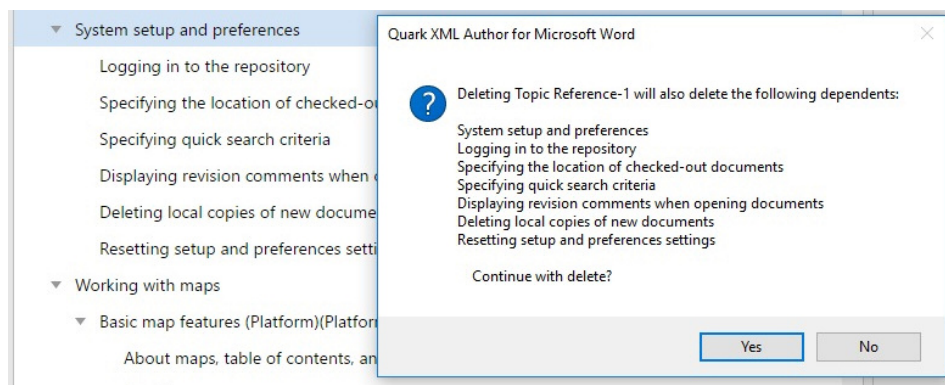 System setup and preferences
Logging in to the repository
Specifying the location of checked-o
Specifying quick search criteria
Displaying revision comments when
Deleting local copies of new docume
Resetting setup and preferences setti
Working with maps
Basic map features (Platform)(Platfor
About maps, table of contents, an
Quark XML Author for Microsoft Word
Deleting Topic Reference-1 will also delete the following dependents:
System setup and preferences
Logging in to the repository
Specifying the location of checked-out documents
Specifying quick search criteria
Displaying revision comments when opening documents
Deleting local copies of new documents
Resetting setup and preferences settings
Continue with delete?
Yes
No